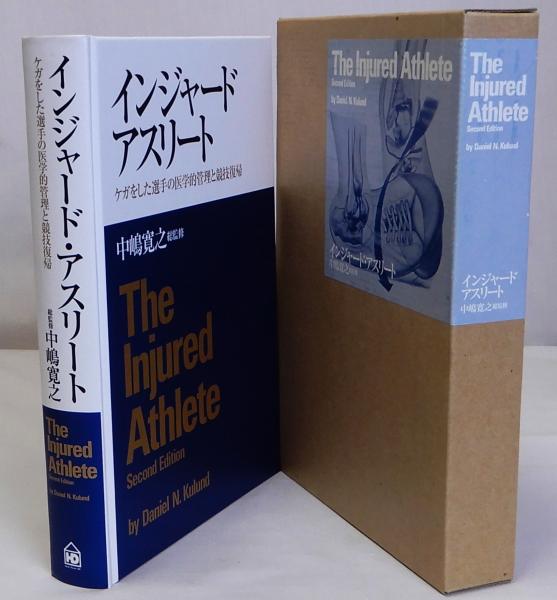 インジャード・アスリート
ケガをした選手の医学的管理と競技復帰
総監修 中嶋寛之
The
Injured
Athlete
Second Edition
by Daniel N. Kulund
HD
インジャード
アスリート
ケガをした選手の医学的管理と競技復帰
中嶋寛之 総監修
The
Injured
Athlete
Second Edition
by Daniel N. Kulund
The Injured Athlete
Second Edition
by Daniel N. Kulund
インジャード・アスリート
中嶋寛之 総監修
The
Injured
Athlete
Second Edition
by Daniel N. Kulund
インジャード
アスリート
中嶋寛之 総監修